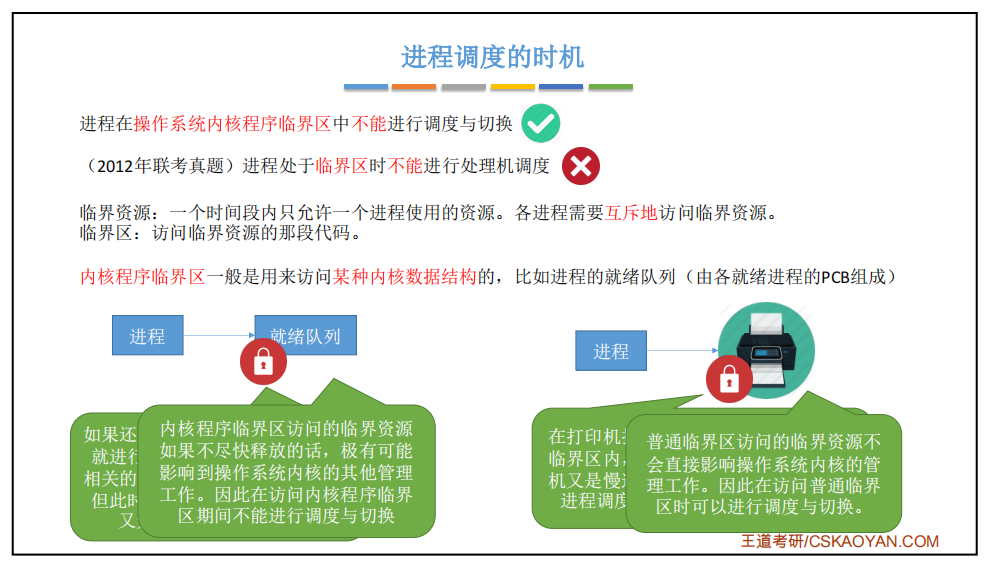 进程调度的时机
进程在操作系统内核程序临界区中不能进行调度与切换
（2012年联考真题）进程处于临界区时不能进行处理机调度
临界资源：一个时间段内只允许一个进程使用的资源。各进程需要互斥地访问临界资源。
临界区：访问临界资源的那段代码。
内核程序临界区一般是用来访问某种内核数据结构的，比如进程的就绪队列（由各就绪进程的PCB组成）
进程
就绪队列
进程
如果还
就进行
相关的
但此时
又
内核程序临界区访问的临界资源
如果不尽快释放的话，极有可能
影响到操作系统内核的其他管理
工作。因此在访问内核程序临界
区期间不能进行调度与切换
在打印机
临界区内，
机又是慢
进程调度
普通临界区访问的临界资源不
会直接影响操作系统内核的管
理工作。因此在访问普通临界
区时可以进行调度与切换。
王道考研/CSKAOYAN.COM